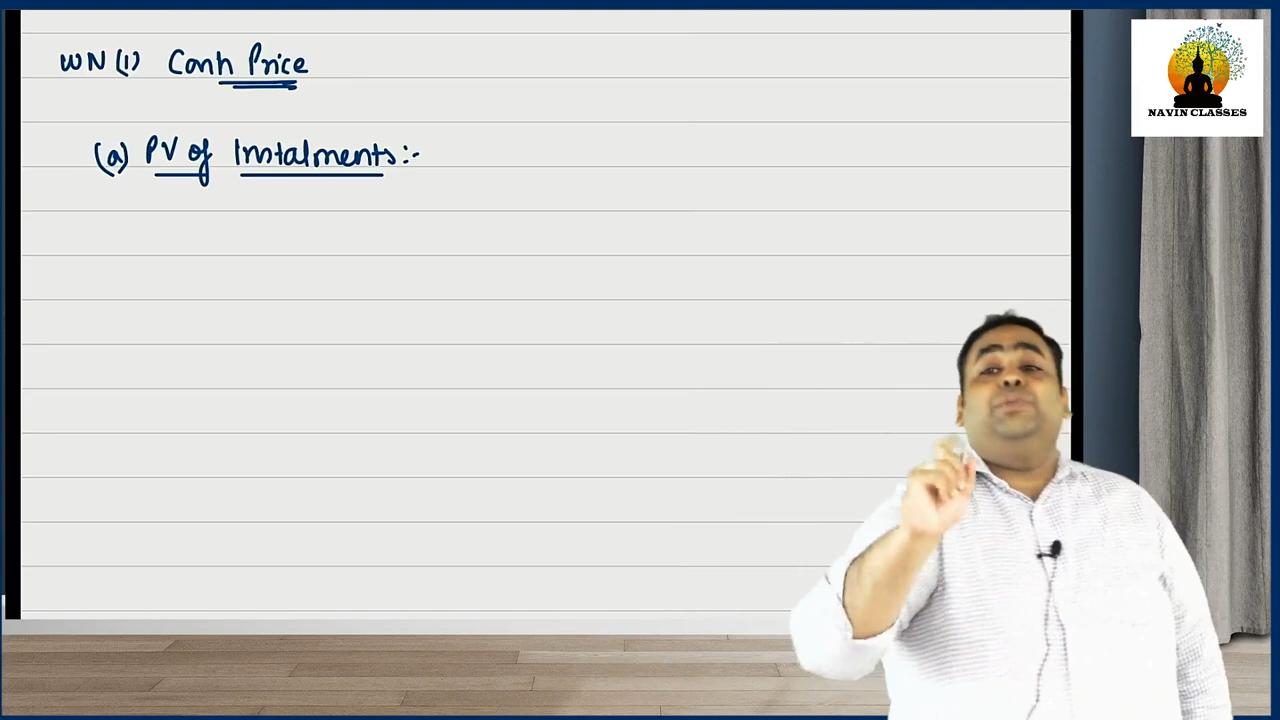 WN (1) Cash Price
(a) PV of Instalments:-
NAVIN CLASSES